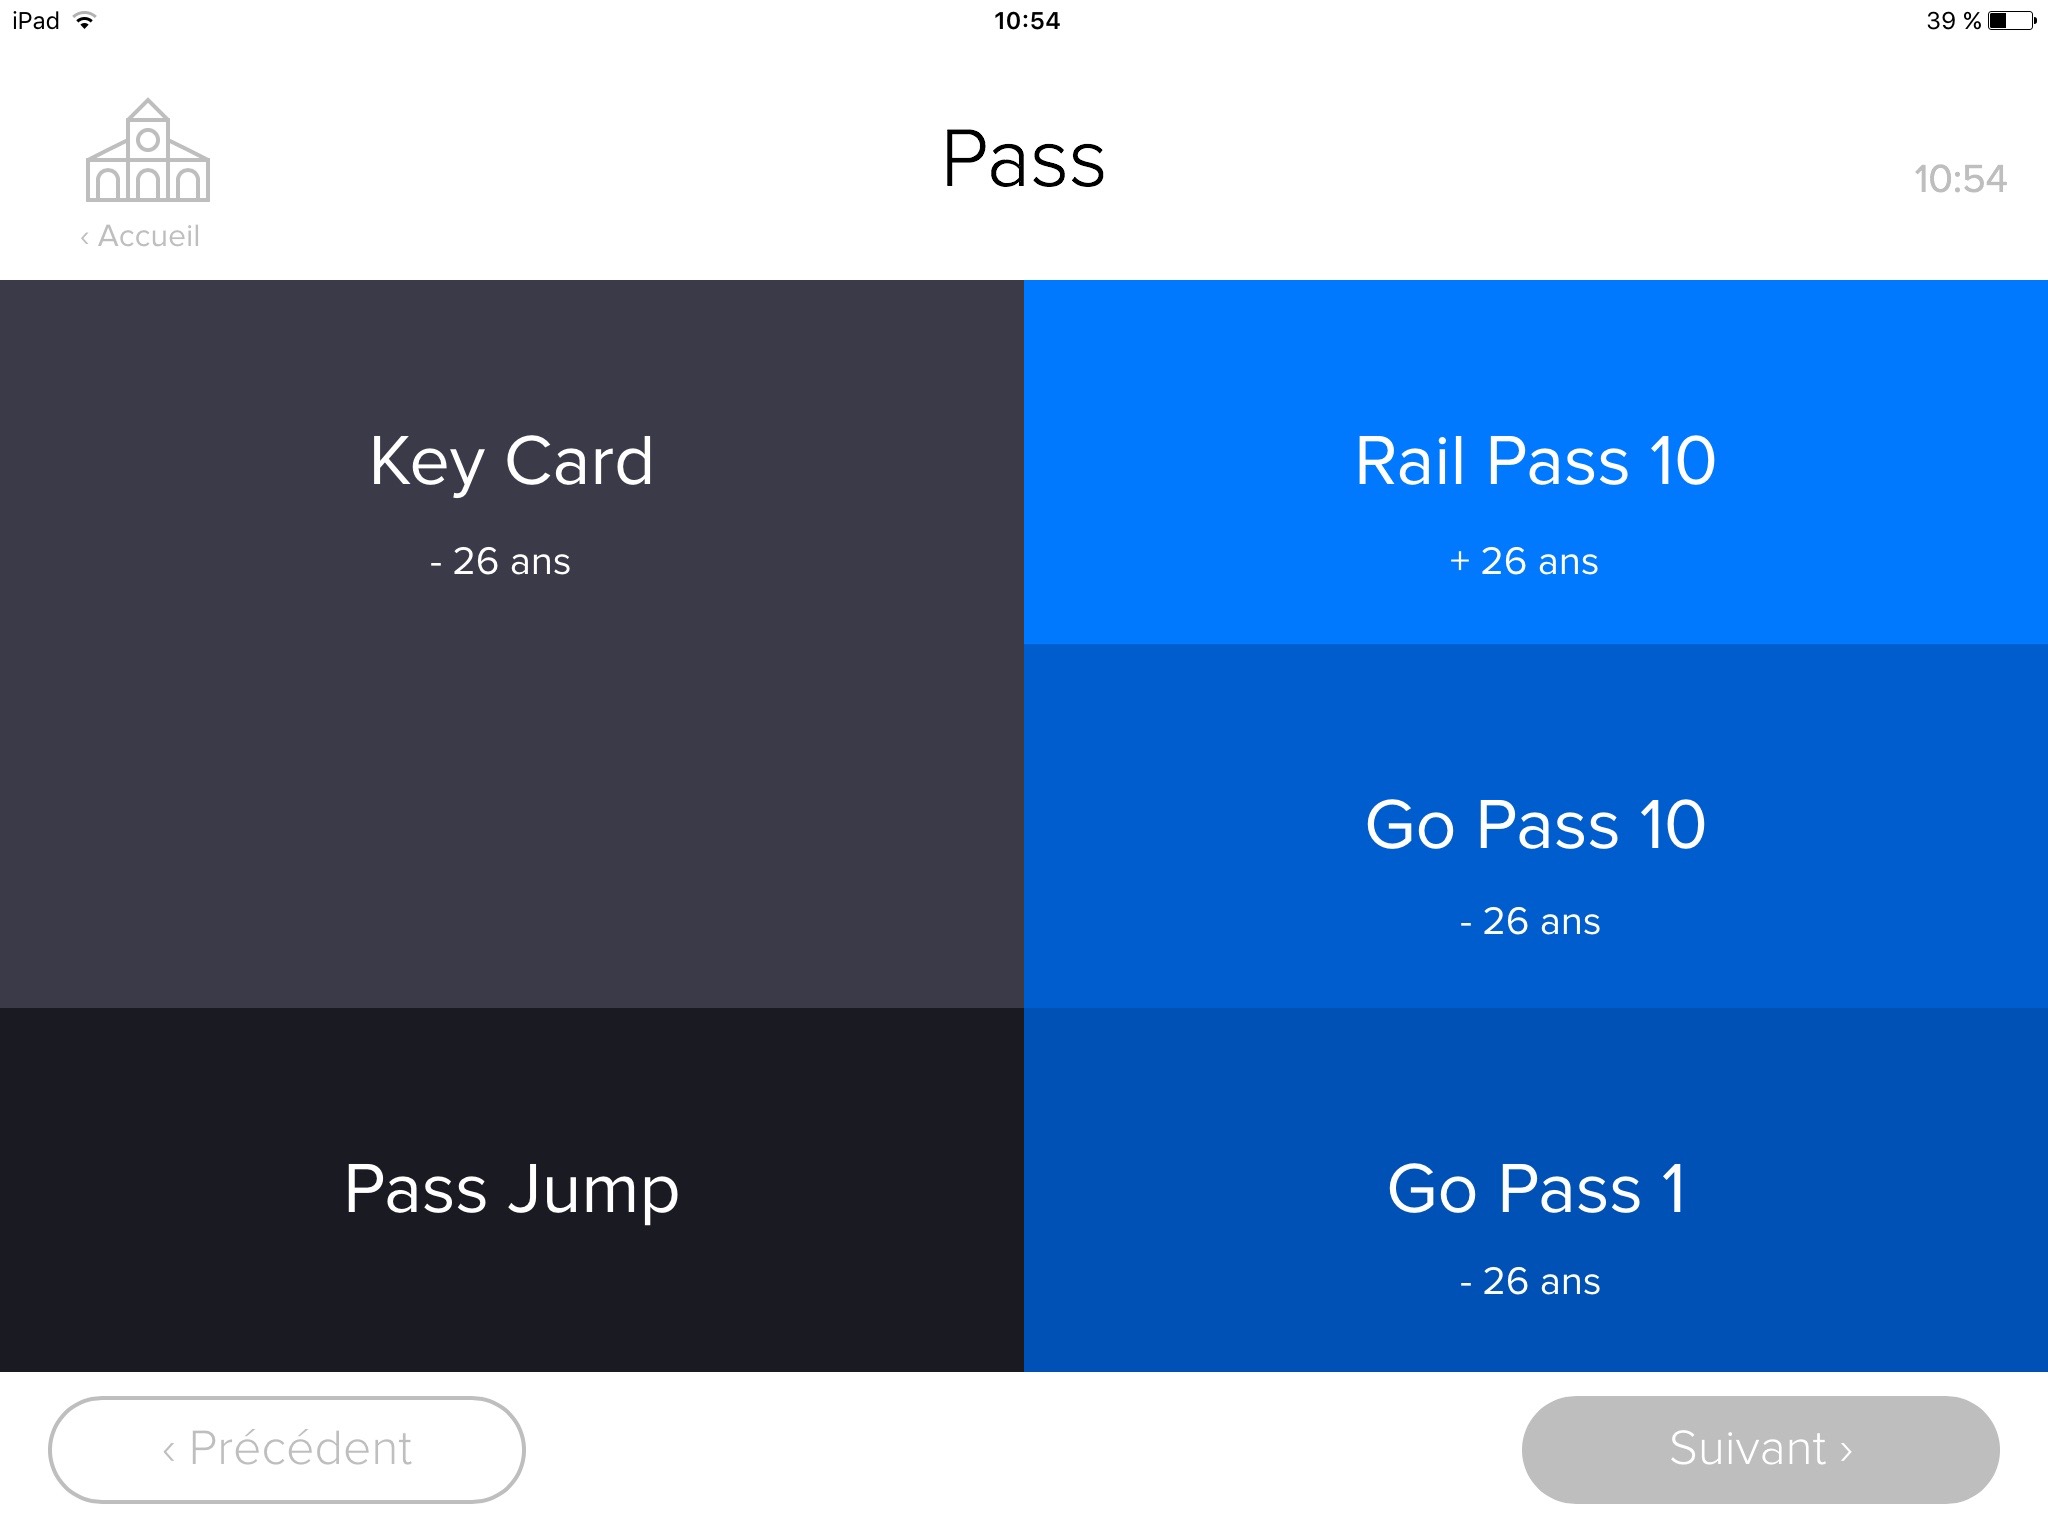 iPad
10:54
39 %
Pass
10:54
‹ Accueil
Key Card
- 26 ans
Rail Pass 10
+ 26 ans
Go Pass 10
- 26 ans
Pass Jump
Go Pass 1
- 26 ans
‹ Précédent
Suivant ›